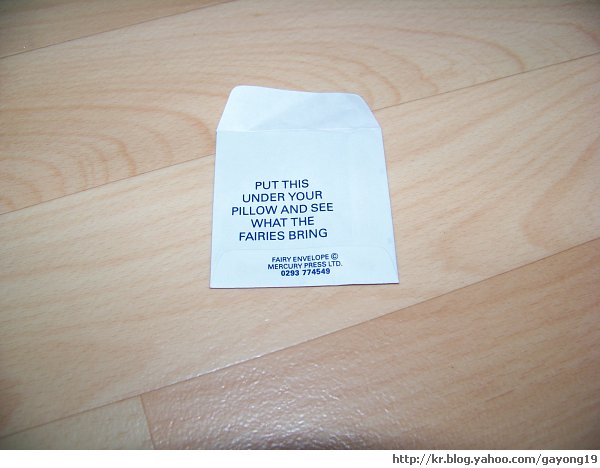 PUT THIS
UNDER YOUR
PILLOW AND SEE
WHAT THE
FAIRIES BRING
FAIRY ENVELOPE ©
MERCURY PRESS LTD.
0293 774549
http://kr.blog.yahoo.com/gayong19